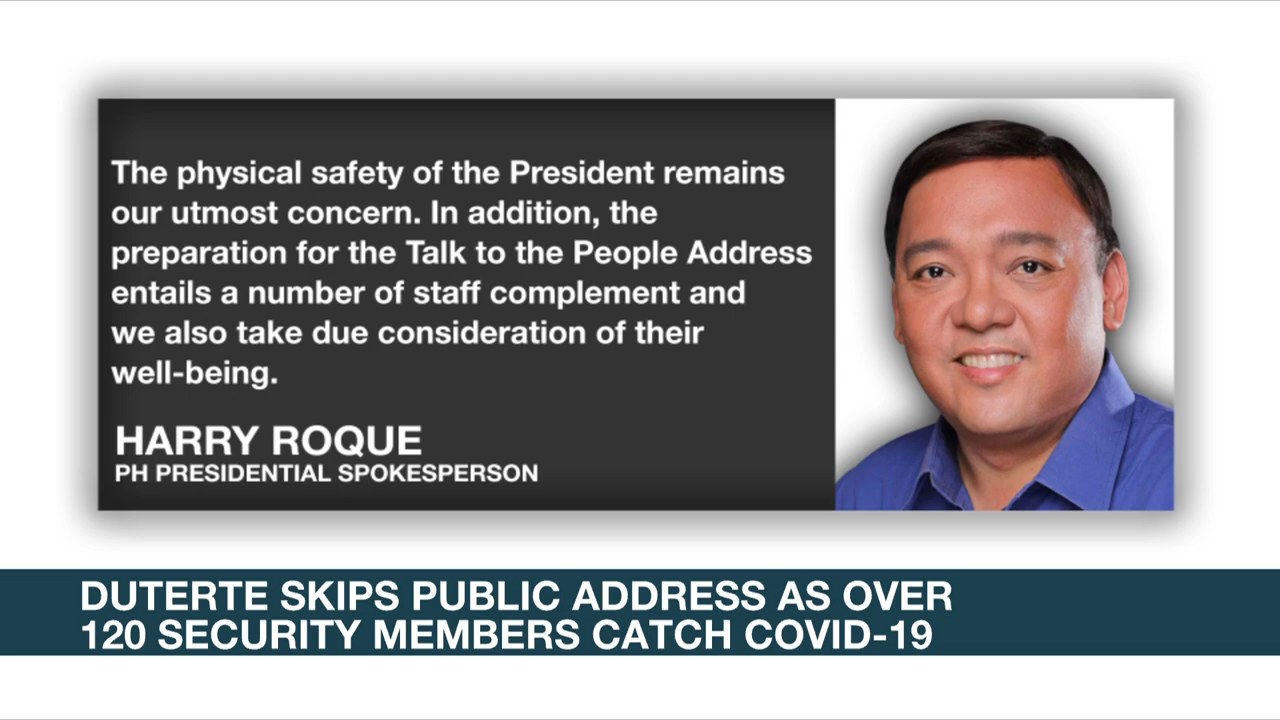 The physical safety of the President remains
our utmost concern. In addition, the
preparation for the Talk to the People Address
entails a number of staff complement and
we also take due consideration of their
well-being.
HARRY ROQUE
PH PRESIDENTIAL SPOKESPERSON
DUTERTE SKIPS PUBLIC ADDRESS AS OVER
120 SECURITY MEMBERS CATCH COVID-19